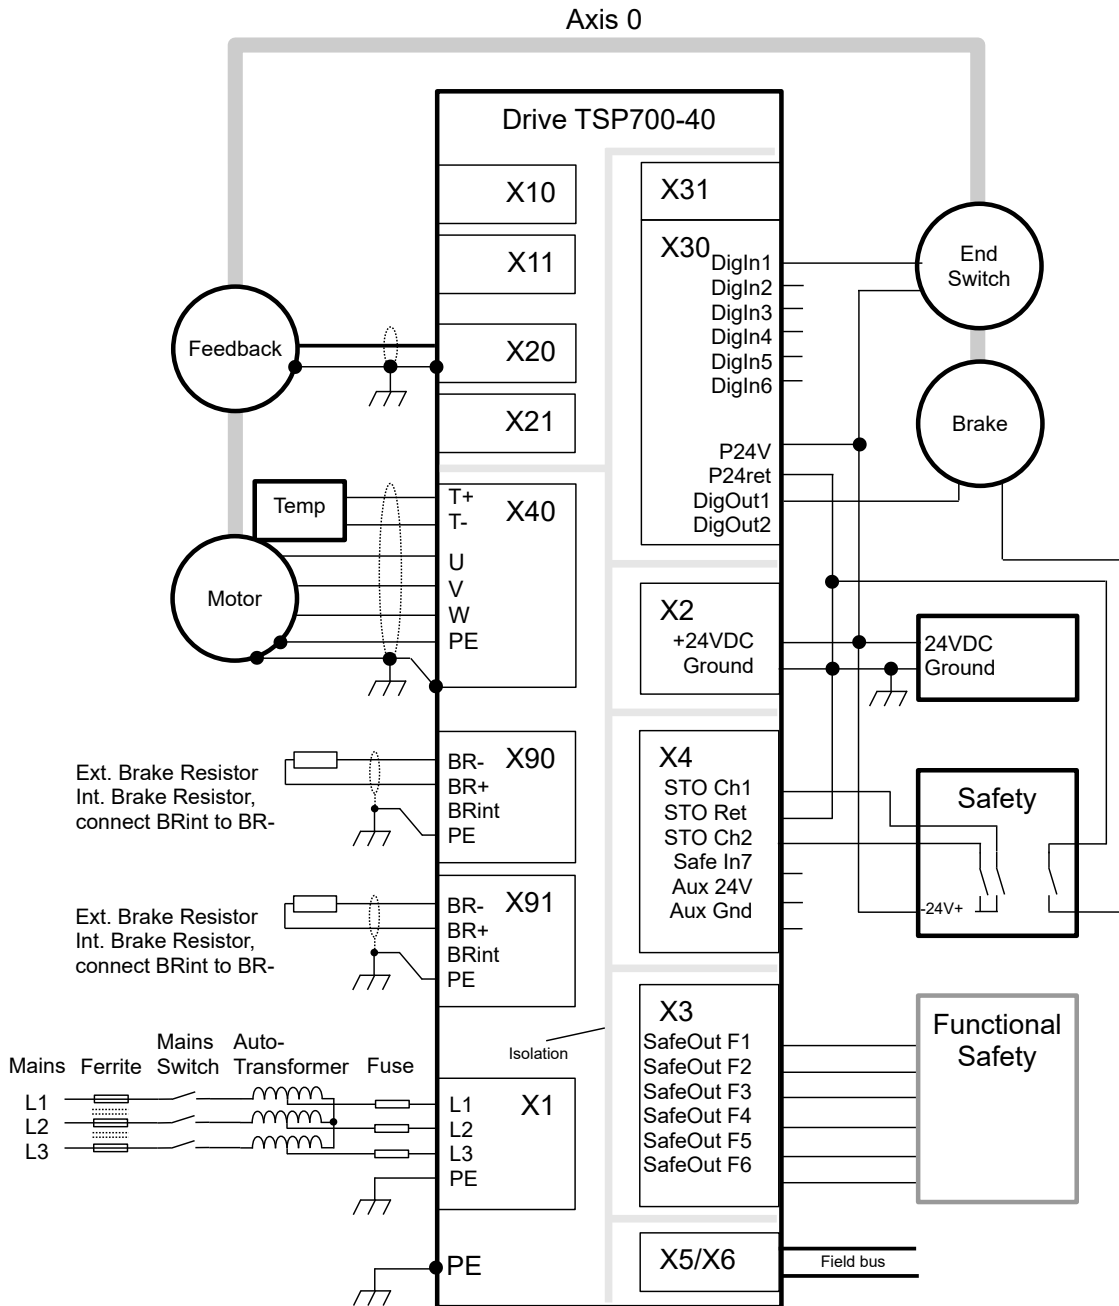 Axis 0
Drive TSP700-40
X10
X11
X20
X21
Feedback
Temp
Motor
T+
T-
U
V
W
PE
X40
Ext. Brake Resistor
Int. Brake Resistor,
connect BRint to BR-
BR-
BR+
BRint
PE
X90
Ext. Brake Resistor
Int. Brake Resistor,
connect BRint to BR-
BR-
BR+
BRint
PE
X91
Mains
Ferrite
Mains
Switch
Auto-
Transformer
Fuse
L1
L2
L3
L1
L2
L3
PE
X1
PE
Isolation
X31
X30
DigIn1
DigIn2
DigIn3
DigIn4
DigIn5
DigIn6
P24V
P24ret
DigOut1
DigOut2
End
Switch
Brake
X2
+24VDC
Ground
24VDC
Ground
X4
STO Ch1
STO Ret
STO Ch2
Safe In7
Aux 24V
Aux Gnd
Safety
-24V+
X3
SafeOut F1
SafeOut F2
SafeOut F3
SafeOut F4
SafeOut F5
SafeOut F6
Functional
Safety
X5/X6
Field bus